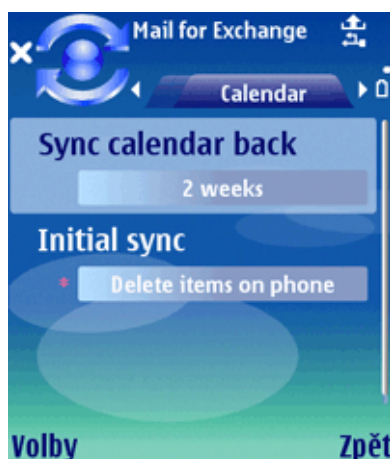 Mail for Exchange
Calendar
Sync calendar back
2 weeks
Initial sync
* Delete items on phone
Volby Zpět